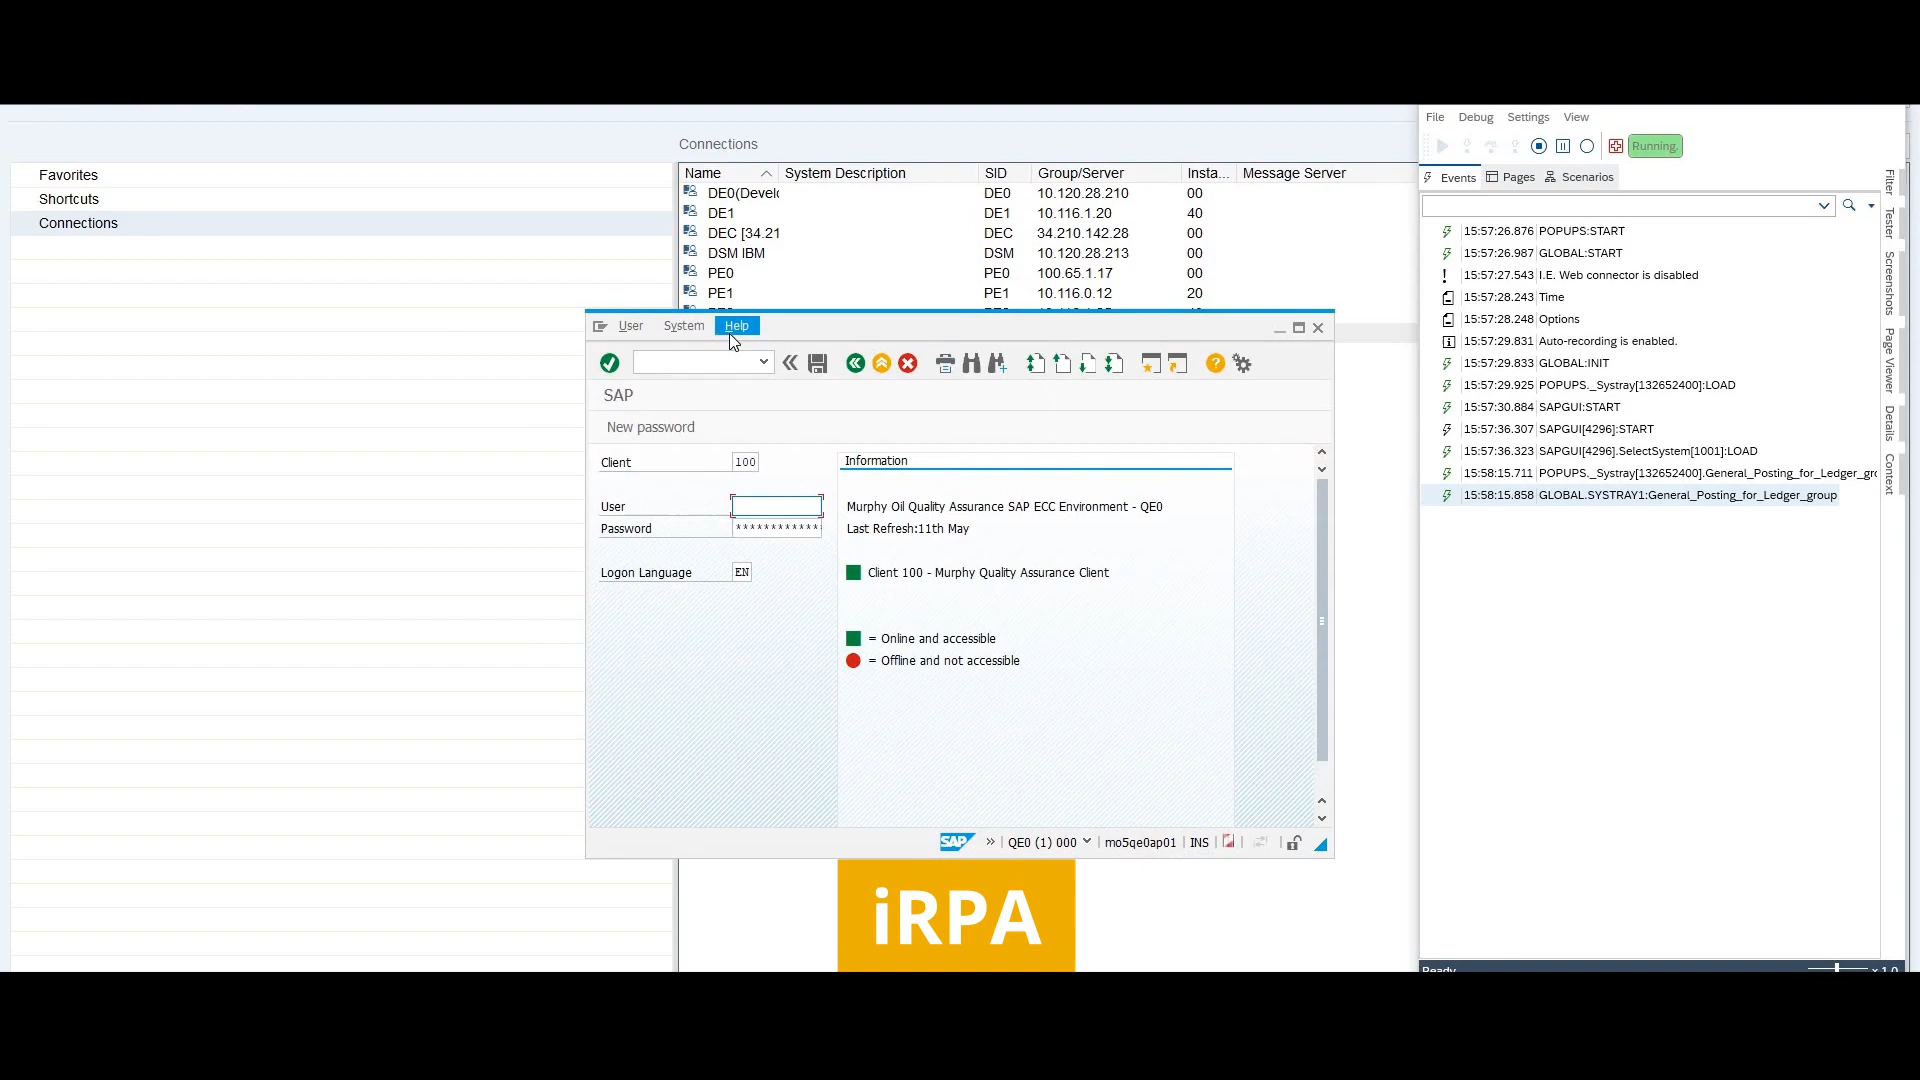 Connections
Favorites
Shortcuts
Connections
Name System Description SID Group/Server Insta... Message Server
DE0(Develo DE0 10.120.28.210 00
DE1 DE1 10.116.1.20 40
DEC [34.21 DEC 34.210.142.28 00
DSM IBM DSM 10.120.28.213 00
PE0 PE0 100.65.1.17 00
PE1 PE1 10.116.0.12 20
User System Help
SAP
New password
Client 100
User
Password ************
Logon Language EN
Information
Murphy Oil Quality Assurance SAP ECC Environment - QE0
Last Refresh:11th May
Client 100 - Murphy Quality Assurance Client
= Online and accessible
= Offline and not accessible
SAP » QE0 (1) 000 mo5qe0ap01 INS
iRPA
File Debug Settings View
Running.
Events Pages Scenarios
15:57:26.876 POPUPS:START
15:57:26.987 GLOBAL:START
15:57:27.543 I.E. Web connector is disabled
15:57:28.243 Time
15:57:28.248 Options
15:57:29.831 Auto-recording is enabled.
15:57:29.833 GLOBAL:INIT
15:57:29.925 POPUPS._Systray[132652400]:LOAD
15:57:30.884 SAPGUI:START
15:57:36.307 SAPGUI[4296]:START
15:57:36.323 SAPGUI[4296].SelectSystem[1001]:LOAD
15:58:15.711 POPUPS._Systray[132652400].General_Posting_for_Ledger_gro
15:58:15.858 GLOBAL.SYSTRAY1:General_Posting_for_Ledger_group
Filter
Tester
Screenshots
Page Viewer
Details
Context
Ready
x 1.0